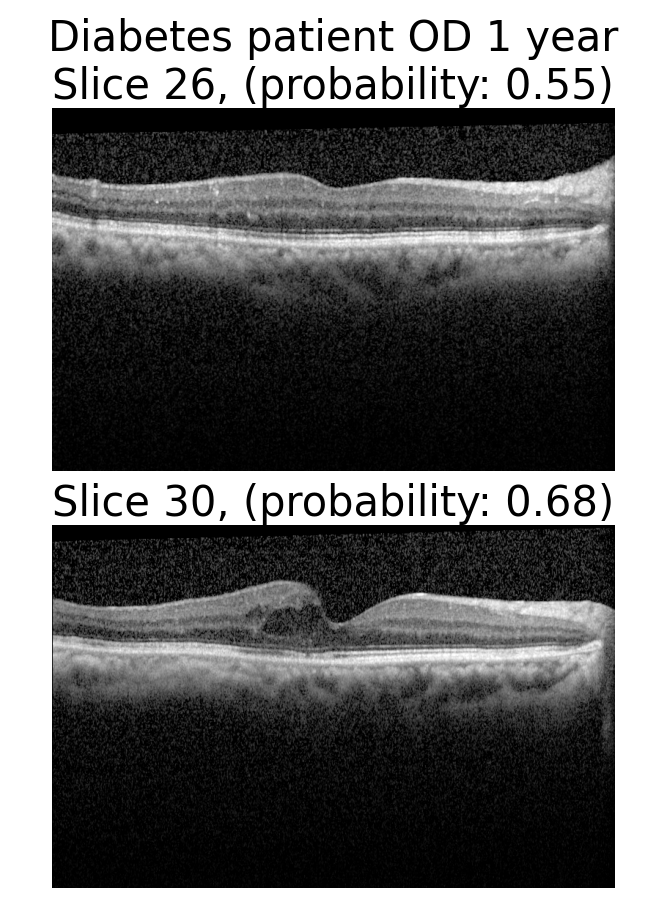 Diabetes patient OD 1 year
Slice 26, (probability: 0.55)
Slice 30, (probability: 0.68)